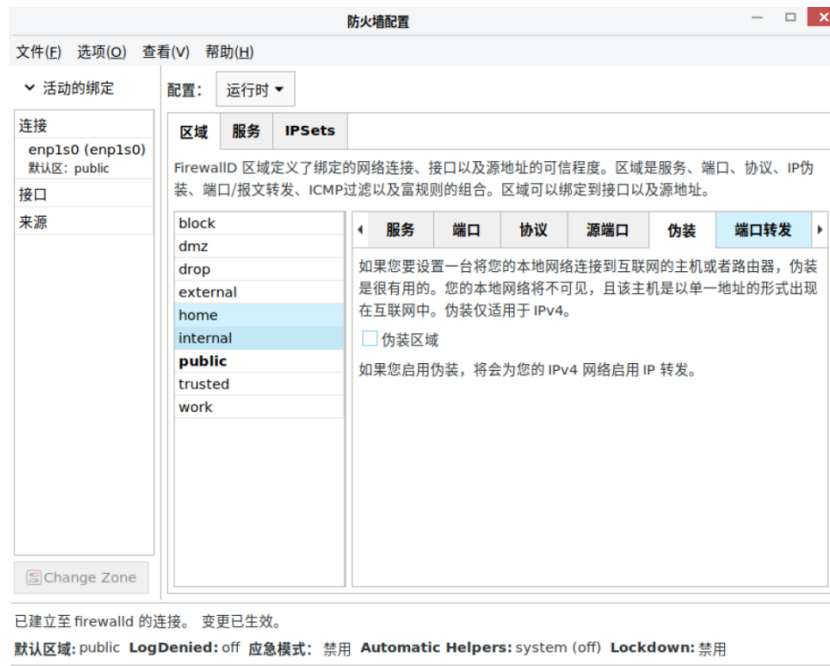 防火墙配置
文件(F) 选项(O) 查看(V) 帮助(H)
活动的绑定
连接
enp1s0 (enp1s0)
默认区：public
接口
来源
Change Zone
配置： 运行时
区域 服务 IPSets
FirewallD 区域定义了绑定的网络连接、接口以及源地址的可信程度。区域是服务、端口、协议、IP伪
装、端口/报文转发、ICMP过滤以及富规则的组合。区域可以绑定到接口以及源地址。
block
dmz
drop
external
home
internal
public
trusted
work
服务 端口 协议 源端口 伪装 端口转发
如果您要设置一台将您的本地网络连接到互联网的主机或者路由器，伪装
是很有用的。您的本地网络将不可见，且该主机是以单一地址的形式出现
在互联网中。伪装仅适用于 IPv4。
伪装区域
如果您启用伪装，将会为您的 IPv4 网络启用 IP 转发。
已建立至 firewalld 的连接。 变更已生效。
默认区域: public LogDenied: off 应急模式： 禁用 Automatic Helpers: system (off) Lockdown: 禁用